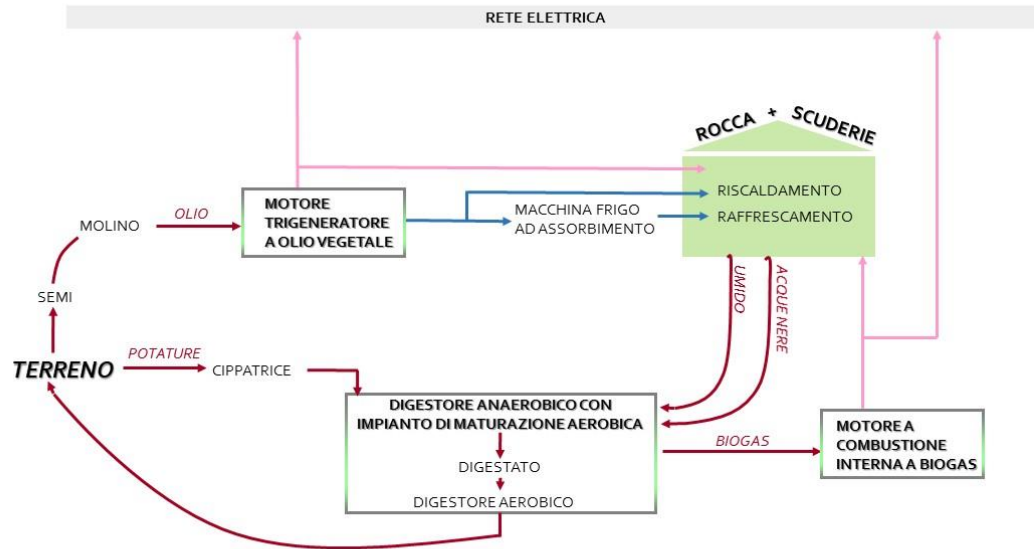 RETE ELETTRICA
ROCCA + SCUDERIE
RISCALDAMENTO
RAFFRESCAMENTO
MOTORE
TRIGENERATORE
A OLIO VEGETALE
MACCHINA FRIGO
AD ASSORBIMENTO
OLIO
MOLINO
SEMI
TERRENO
POTATURE
CIPPATRICE
UMIDO
ACQUE NERE
DIGESTORE ANAEROBICO CON
IMPIANTO DI MATURAZIONE AEROBICA
DIGESTATO
DIGESTORE AEROBICO
BIOGAS
MOTORE A
COMBUSTIONE
INTERNA A BIOGAS